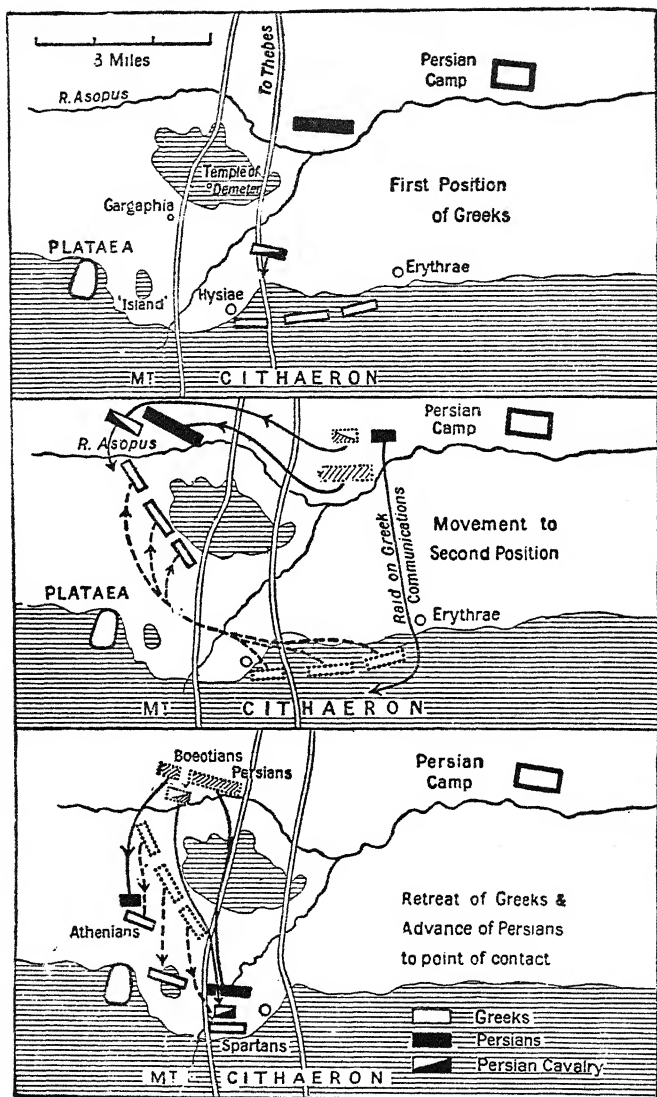 3 Miles
To Thebes
Persian
Camp
R. Asopus
Temple of
Demeter
First Position
of Greeks
Gargaphia
PLATAEA
Erythrae
'Island'
Hysiae
MT CITHAERON
Persian
Camp
R. Asopus
Movement to
Second Position
Raid on Greek
Communications
PLATAEA
Erythrae
MT CITHAERON
Boeotians
Persians
Persian
Camp
Athenians
Retreat of Greeks &
Advance of Persians
to point of contact
Spartans
Greeks
Persians
Persian Cavalry
MT CITHAERON